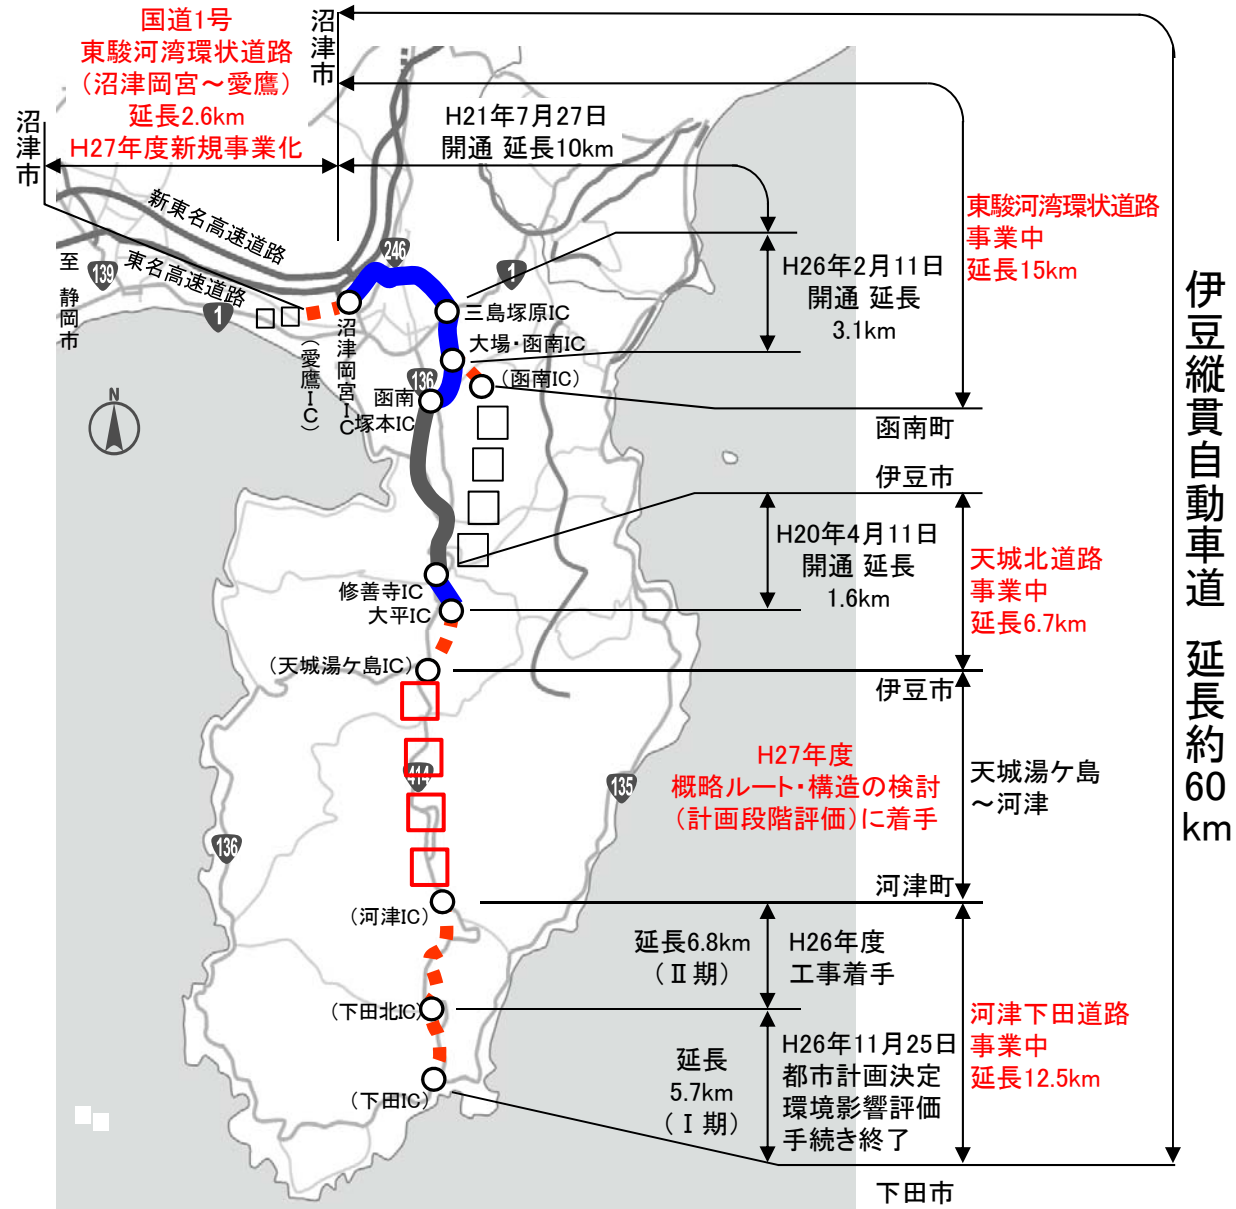 国道1号
東駿河湾環状道路
（沼津岡宮～愛鷹）
延長2.6km
H27年度新規事業化
沼津市
沼津市
H21年7月27日
開通 延長10km
新東名高速道路
東名高速道路
至 静岡市
139
1
246
1
136
東駿河湾環状道路
事業中
延長15km
H26年2月11日
開通 延長
3.1km
三島塚原IC
大場・函南IC
（函南IC）
沼津岡宮IC
（愛鷹IC）
函南
塚本IC
函南町
伊豆市
N
H20年4月11日
開通 延長
1.6km
天城北道路
事業中
延長6.7km
修善寺IC
大平IC
（天城湯ケ島IC）
伊豆市
H27年度
概略ルート・構造の検討
（計画段階評価）に着手
天城湯ケ島
～河津
414
135
136
河津町
（河津IC）
延長6.8km
（Ⅱ期）
H26年度
工事着手
（下田北IC）
延長
5.7km
（Ⅰ期）
H26年11月25日
都市計画決定
環境影響評価
手続き終了
河津下田道路
事業中
延長12.5km
（下田IC）
下田市
伊豆縦貫自動車道 延長約60km